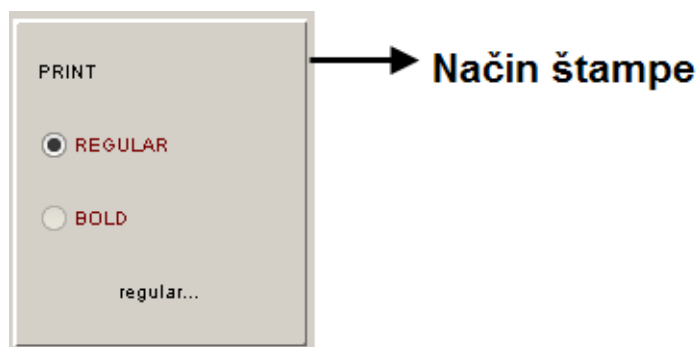 PRINT
Način štampe
REGULAR
BOLD
regular...